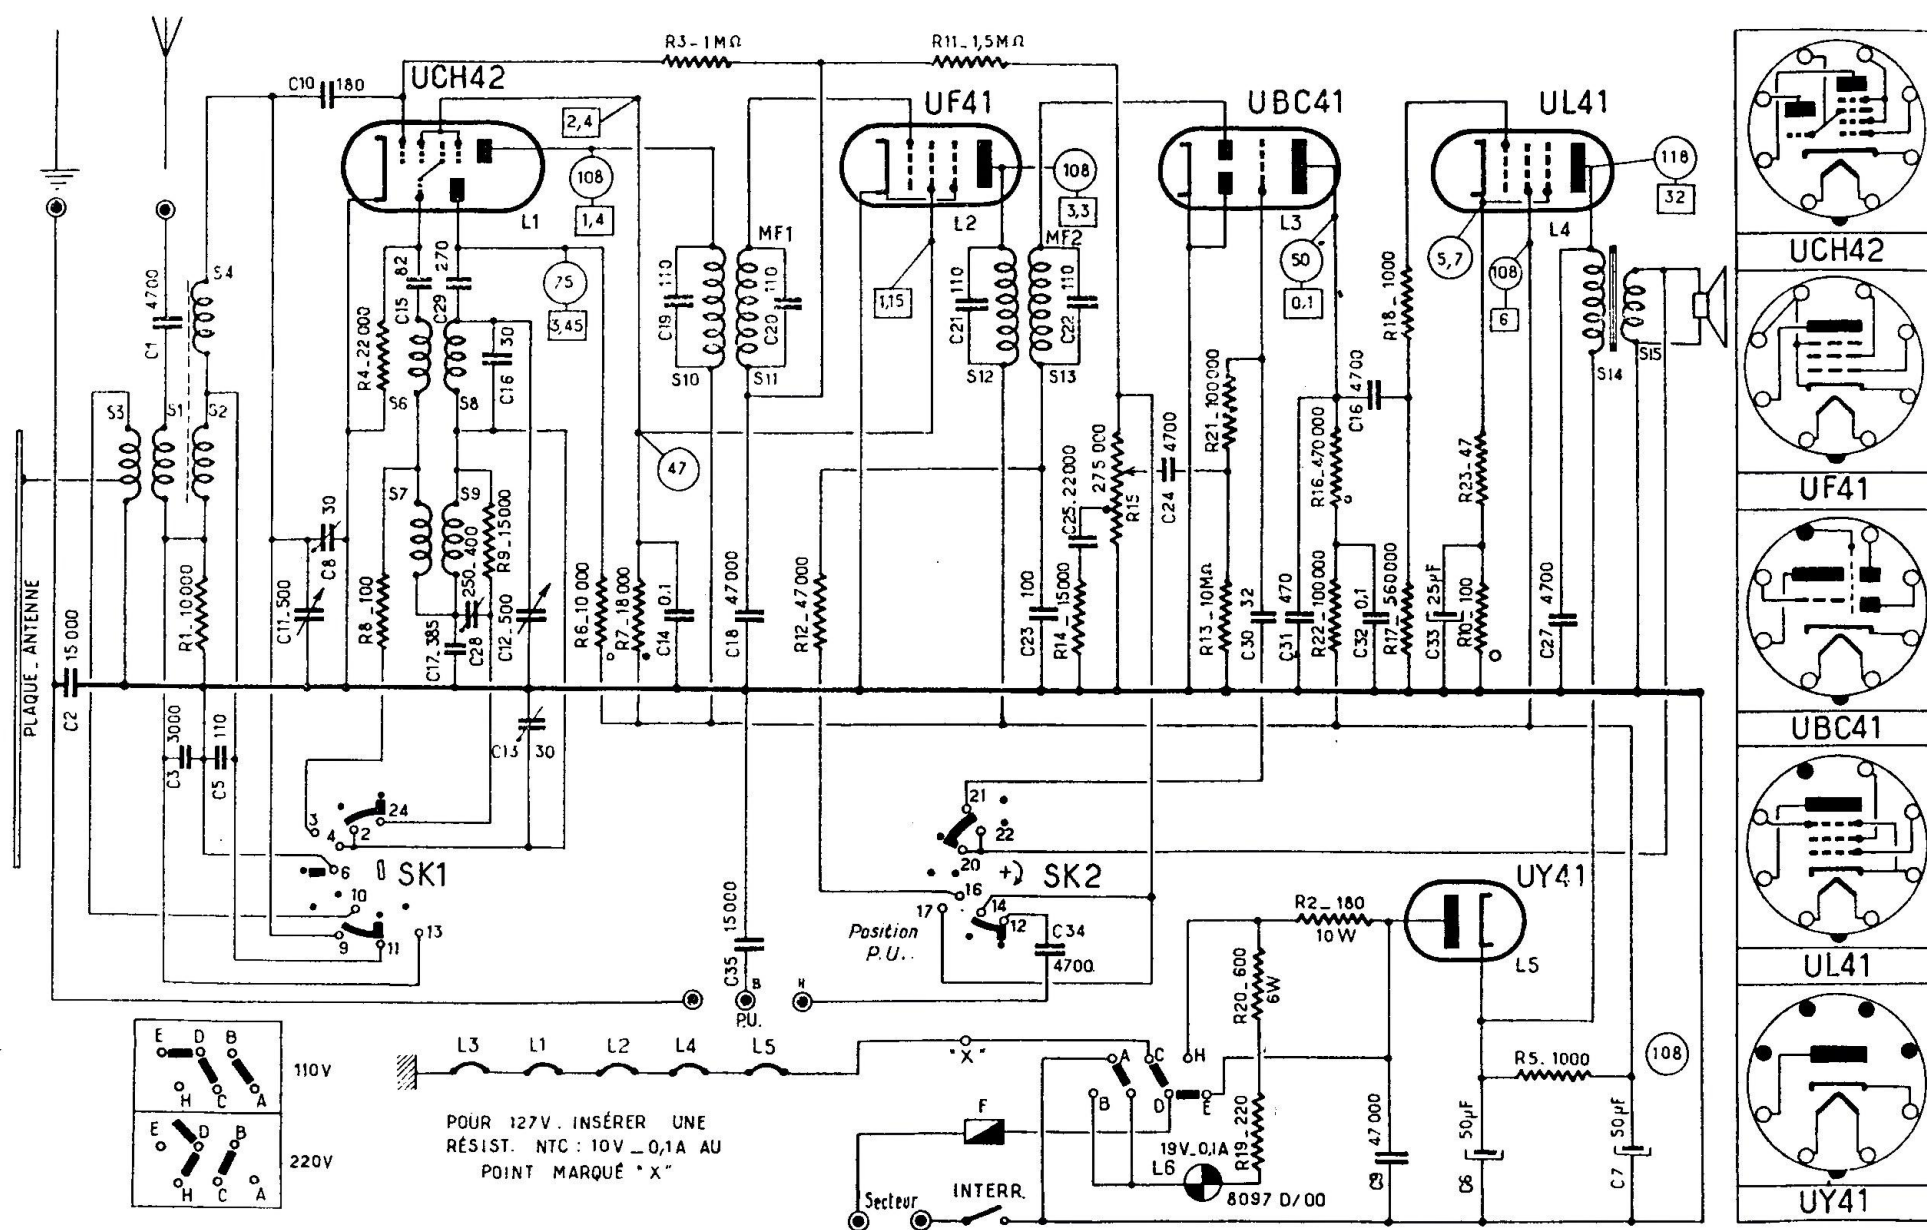 R3_1MΩ
R11_1,5MΩ
C10
180
UCH42
UF41
UBC41
UL41
2,4
108
1,4
L1
108
3,3
L2
L3
118
32
L4
UCH42
MF1
MF2
50
0,1
5,7
108
6
S4
C1 4700
82
C15
270
C29
75
3,45
C19 110
C20 110
1,15
C21 110
C22 110
R18_1000
R4_22000
30
C16
S10
S11
S12
S13
S14
S15
S3
S1
S2
S6
S8
R21_100000
C16 4700
275000
R15
C24 4700
47
R16_470000
R23_47
UF41
S7
S9
R9_15000
C25_22000
PLAQUE_ANTENNE
C2 15000
R1_10000
C11_500
C8 30
R8_100
250_400
C17_385
C28
C12_500
R6_10000
R7_18000
C14 0,1
C18 47000
R12_47000
C23 100
R14_15000
R13_10MΩ
C30 32
C31 470
R22_100000
C32 0,1
R17_560000
C33 25µF
R10_100
C27 4700
UBC41
C3 3000
C5 110
C13 30
3
4
2
24
6
SK1
10
9
11
13
21
22
20
+
SK2
16
17
14
12
Position
P.U.
C34
4700
C35 15000
B
H
P.U.
UY41
R2_180
10W
L5
R20_600
6W
UL41
E D B
H C A
110V
E D B
H C A
220V
L3 L1 L2 L4 L5
"X"
A C H
B D E
F
R5.1000
108
POUR 127V. INSÉRER UNE
RÉSIST. NTC : 10V_0,1A AU
POINT MARQUÉ "X"
19V_0,1A
L6
R19_220
8097 D/00
C9 47000
C6 50µF
C7 50µF
Secteur
INTERR.
UY41